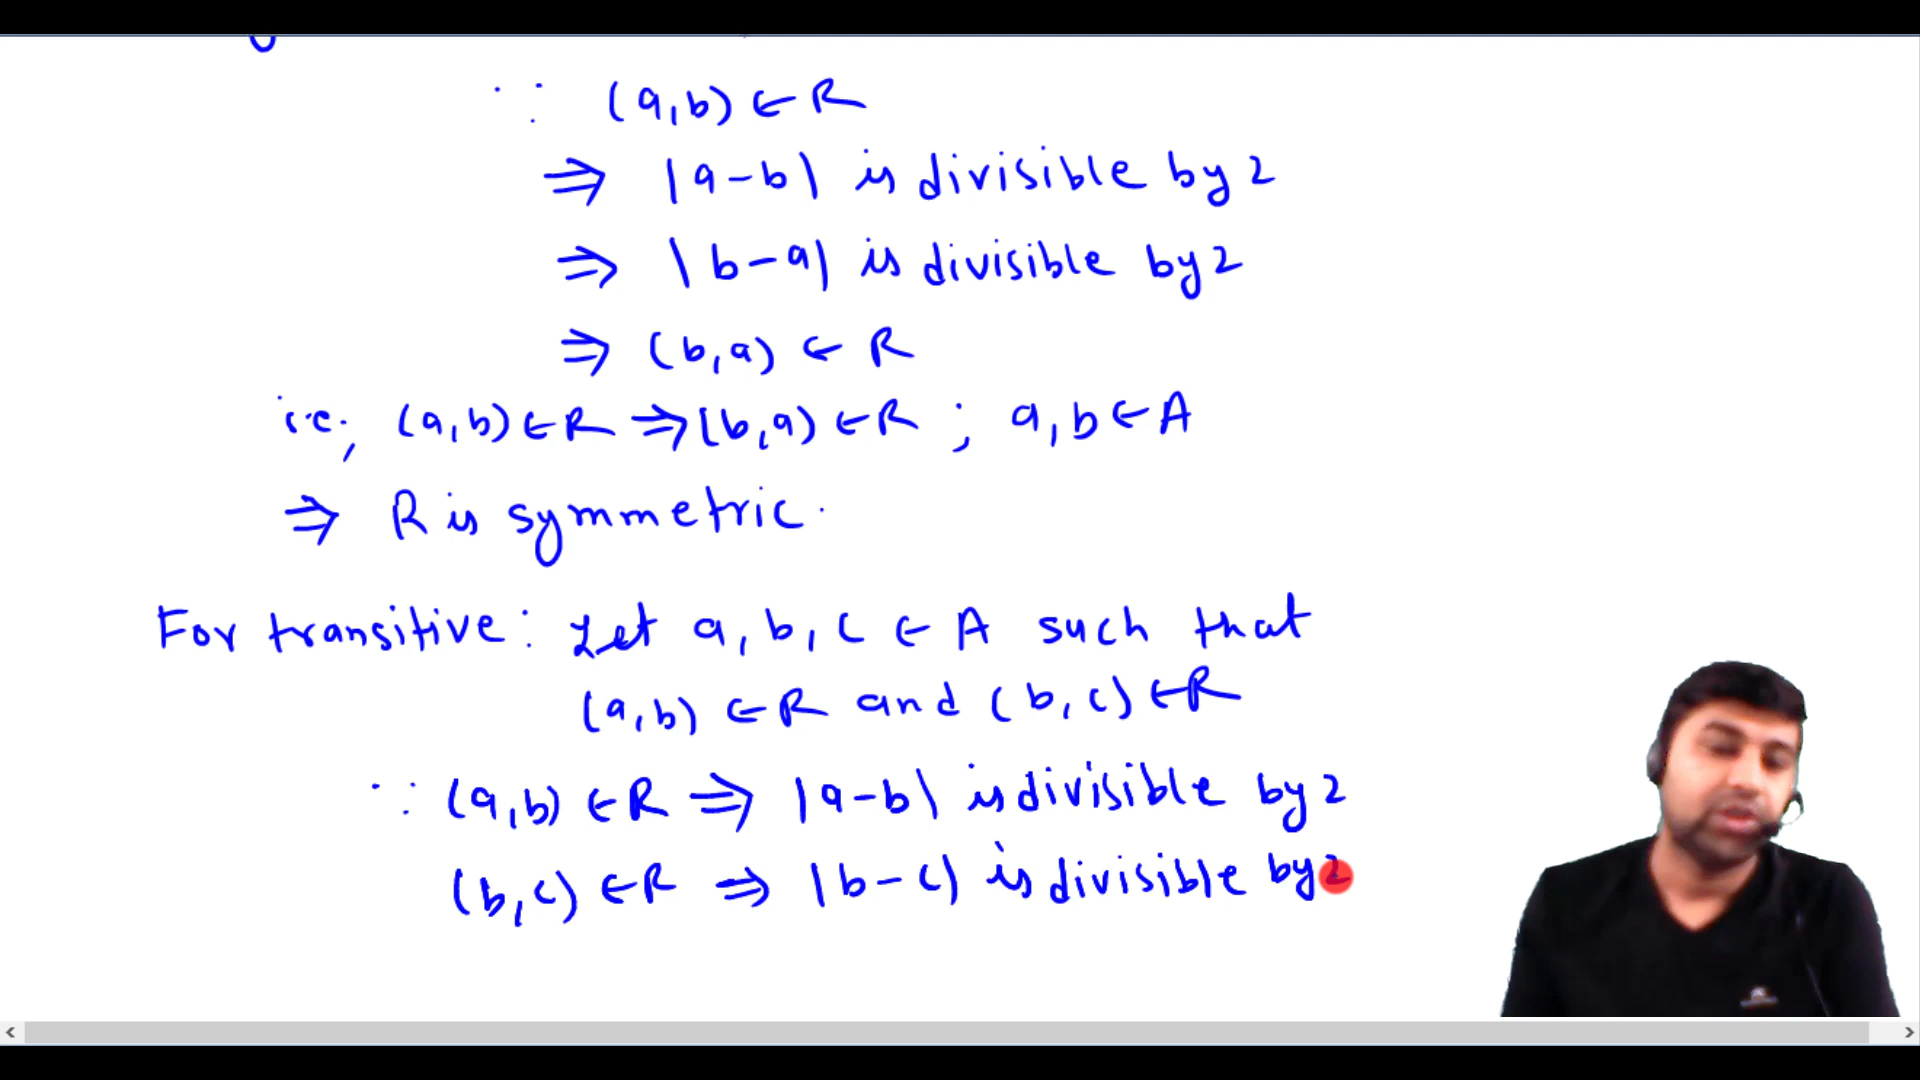 ∵ (a,b) ∈ R
⇒ |a-b| is divisible by 2
⇒ |b-a| is divisible by 2
⇒ (b,a) ∈ R
i.e., (a,b) ∈ R ⇒ (b,a) ∈ R ; a,b ∈ A
⇒ R is symmetric.
For transitive: Let a, b, c ∈ A such that
(a,b) ∈ R and (b,c) ∈ R
∵ (a,b) ∈ R ⇒ |a-b| is divisible by 2
(b,c) ∈ R ⇒ |b-c| is divisible by 2